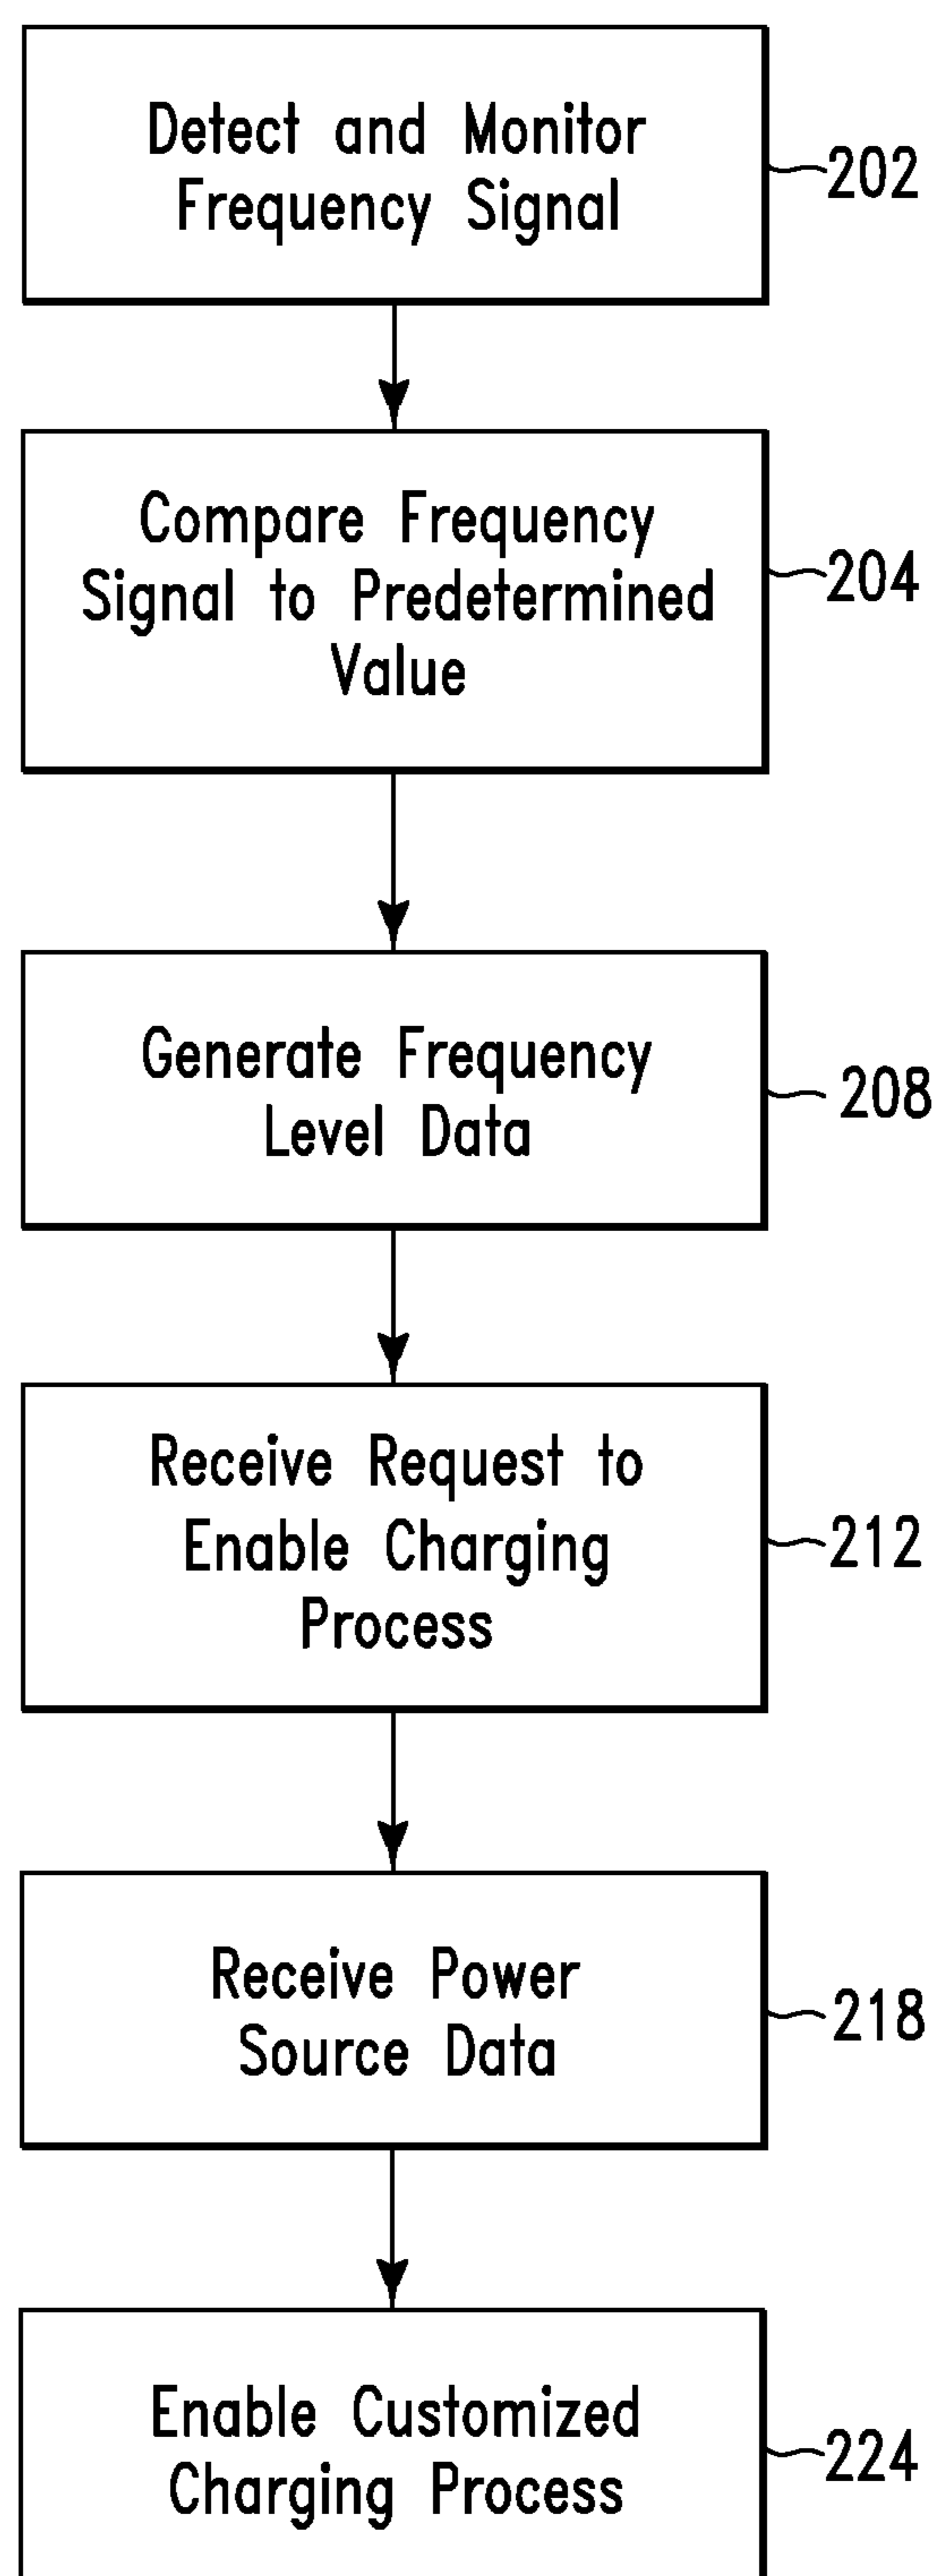 Detect and Monitor
Frequency Signal
202
Compare Frequency
Signal to Predetermined
Value
204
Generate Frequency
Level Data
208
Receive Request to
Enable Charging
Process
212
Receive Power
Source Data
218
Enable Customized
Charging Process
224